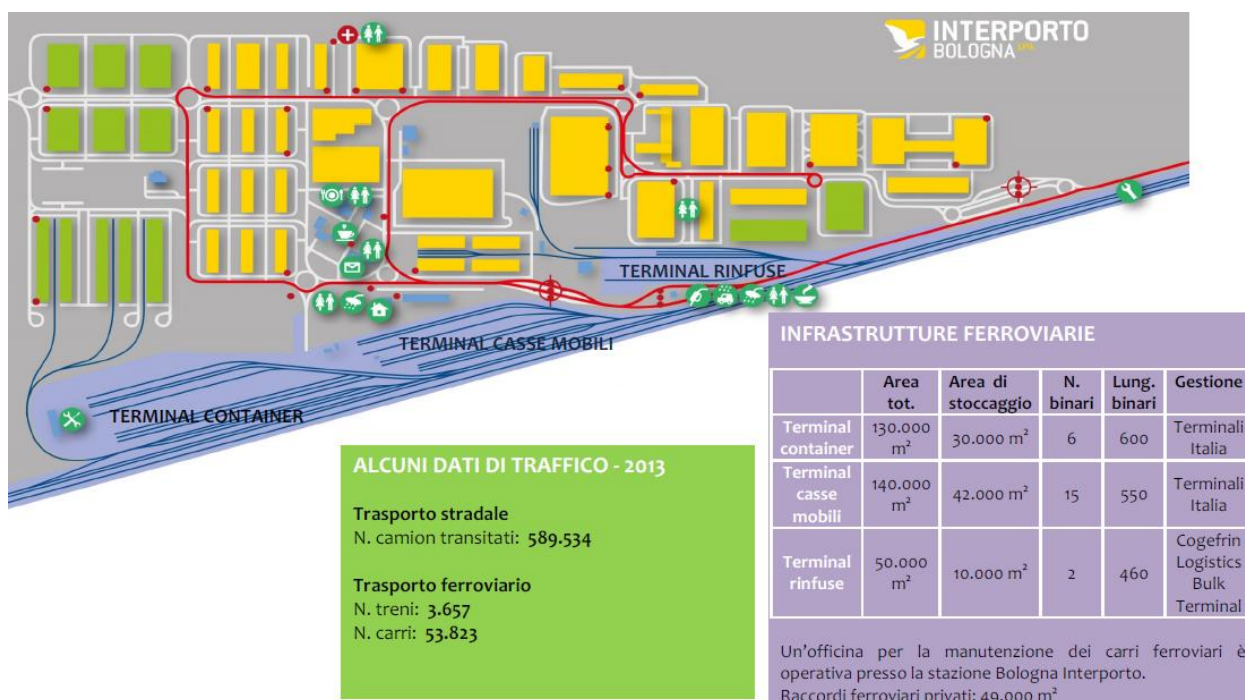 INTERPORTO
BOLOGNA SPA
TERMINAL RINFUSE
TERMINAL CASSE MOBILI
TERMINAL CONTAINER
ALCUNI DATI DI TRAFFICO - 2013
Trasporto stradale
N. camion transitati: 589.534
Trasporto ferroviario
N. treni: 3.657
N. carri: 53.823
INFRASTRUTTURE FERROVIARIE
Area tot. Area di stoccaggio N. binari Lung. binari Gestione
Terminal container 130.000 m² 30.000 m² 6 600 Terminali Italia
Terminal casse mobili 140.000 m² 42.000 m² 15 550 Terminali Italia
Terminal rinfuse 50.000 m² 10.000 m² 2 460 Cogefrin Logistics Bulk Terminal
Un'officina per la manutenzione dei carri ferroviari è
operativa presso la stazione Bologna Interporto.
Raccordi ferroviari privati: 49.000 m²